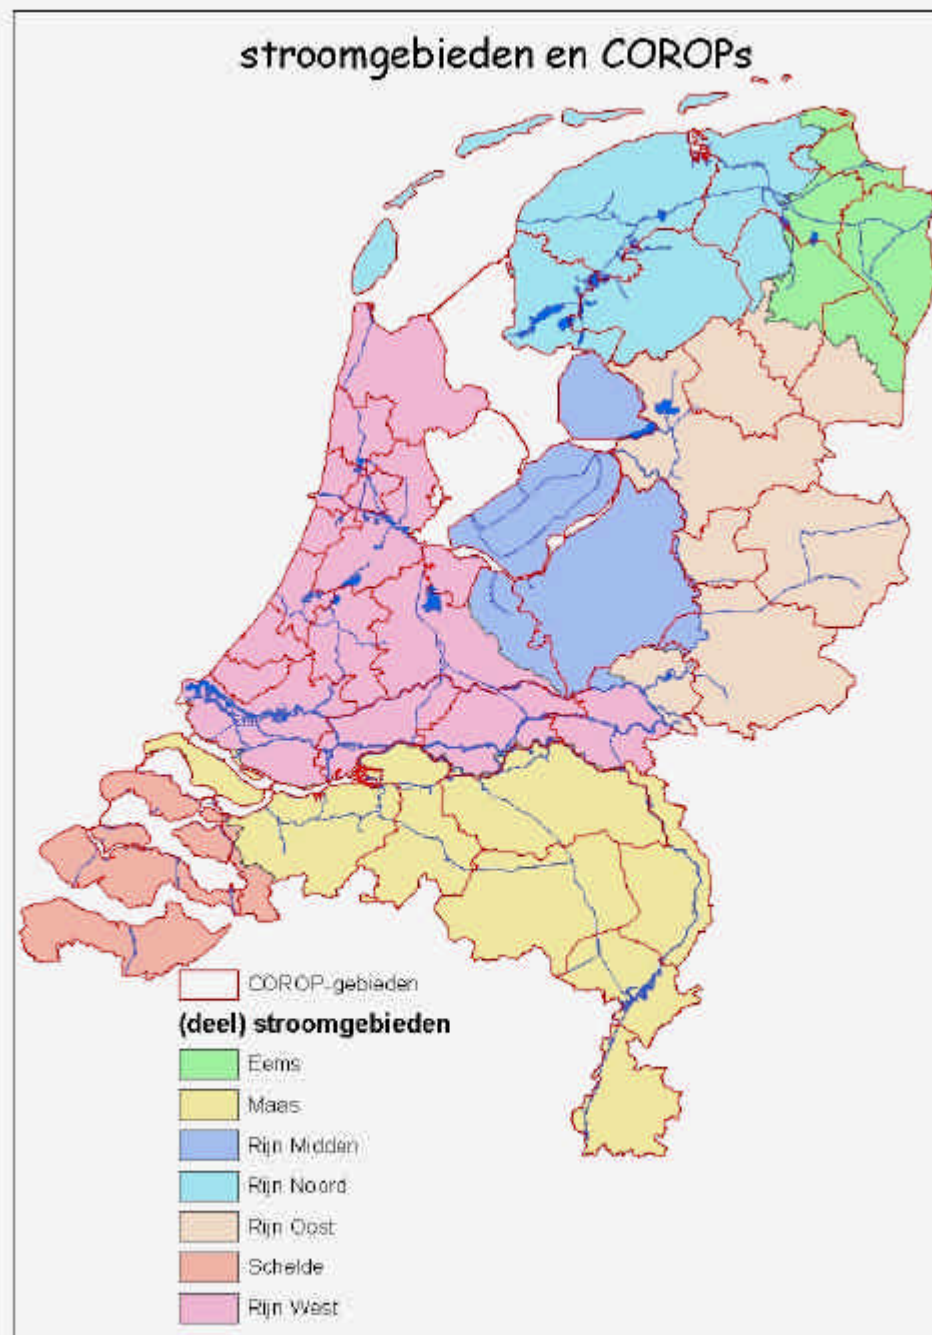 stroomgebieden en COROPs
COROP-gebieden
(deel) stroomgebieden
Eems
Maas
Rijn Midden
Rijn Noord
Rijn Oost
Schelde
Rijn West